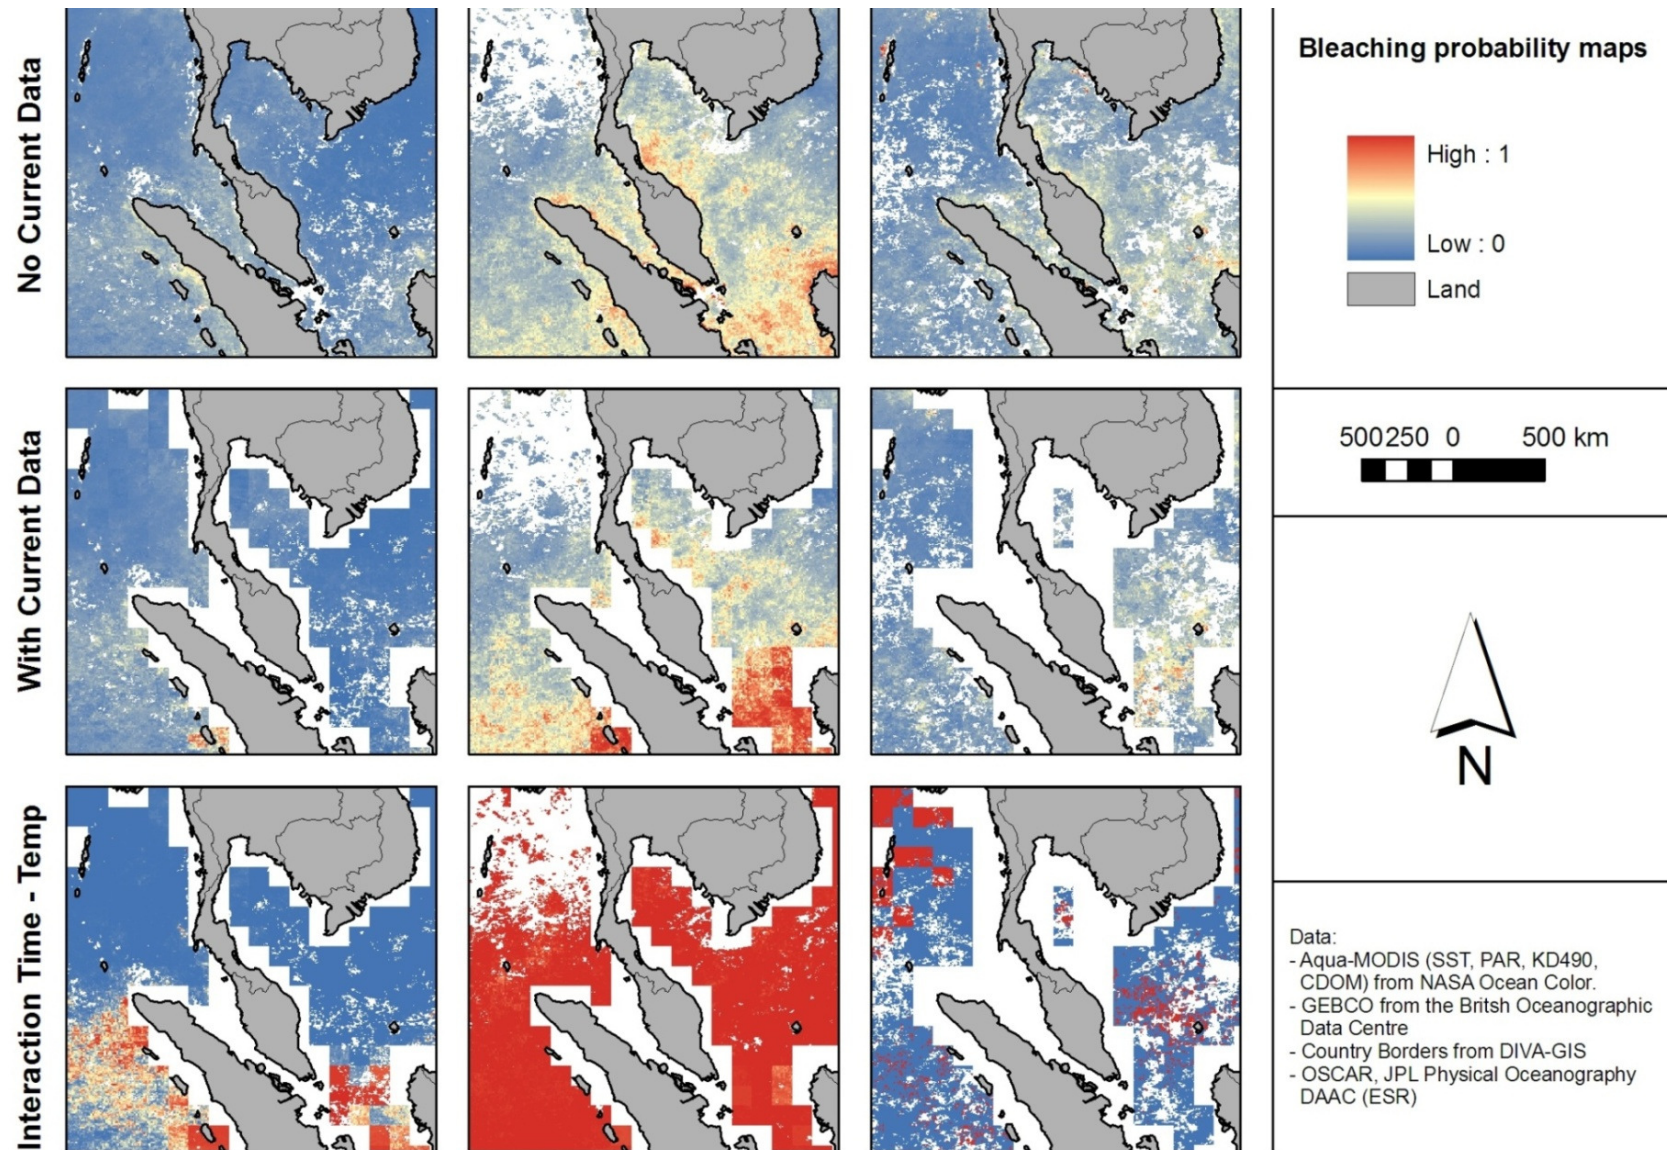 No Current Data
With Current Data
Interaction Time - Temp
Bleaching probability maps
High : 1
Low : 0
Land
500 250 0 500 km
N
Data:
- Aqua-MODIS (SST, PAR, KD490,
CDOM) from NASA Ocean Color.
- GEBCO from the Britsh Oceanographic
Data Centre
- Country Borders from DIVA-GIS
- OSCAR, JPL Physical Oceanography
DAAC (ESR)